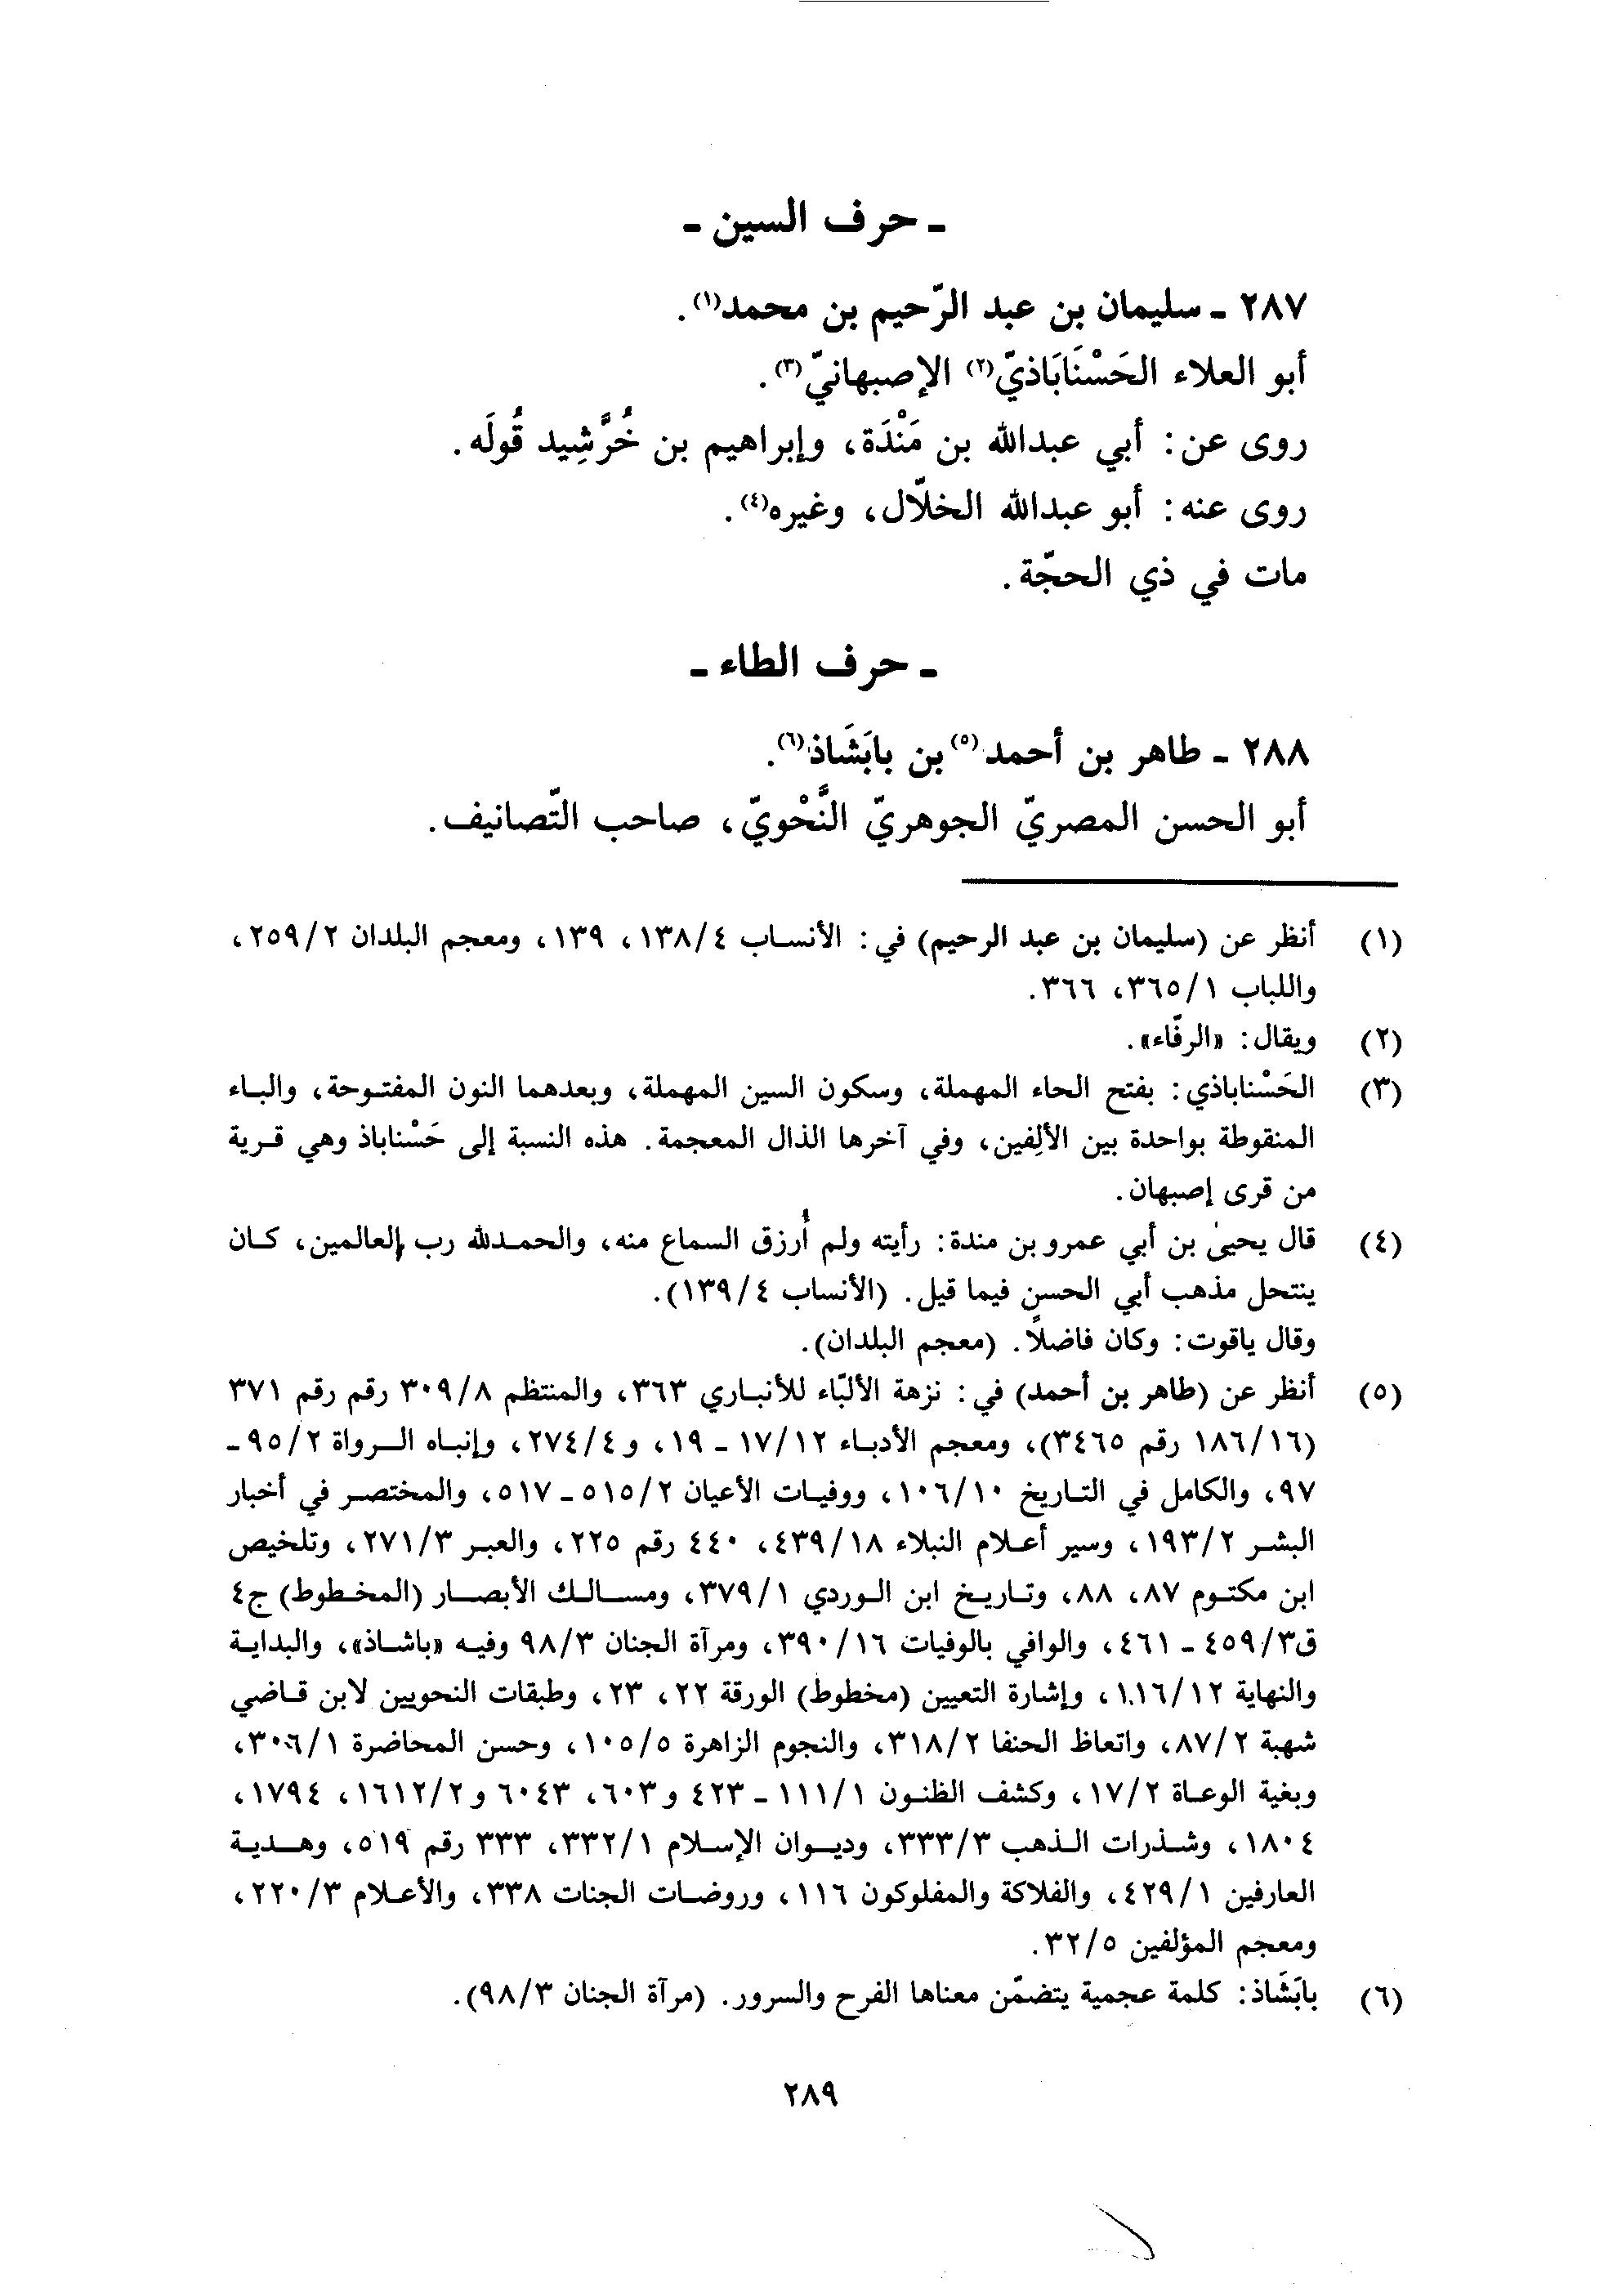 ـ حرف السين ـ
٢٨٧ ـ سليمان بن عبد الرّحيم بن محمد(١).
أبو العلاء الحَسْنَابَاذيّ(٢) الإصبهانيّ(٣).
روى عن: أبي عبدالله بن مَنْدَة، وإبراهيم بن خُرَّشِيد قُولَه.
روى عنه: أبو عبدالله الخلّال، وغيره(٤).
مات في ذي الحجّة.
ـ حرف الطاء ـ
٢٨٨ ـ طاهر بن أحمد(٥) بن بابَشَاذ(٦).
أبو الحسن المصريّ الجوهريّ النَّحْويّ، صاحب التّصانيف.
(١) أنظر عن (سليمان بن عبد الرحيم) في: الأنساب ١٣٨/٤، ١٣٩، ومعجم البلدان ٢٥٩/٢،
واللباب ٣٦٥/١، ٣٦٦.
(٢) ويقال: «الرفّاء».
(٣) الحَسْناباذي: بفتح الحاء المهملة، وسكون السين المهملة، وبعدهما النون المفتوحة، والباء
المنقوطة بواحدة بين الألِفين، وفي آخرها الذال المعجمة. هذه النسبة إلى حَسْناباذ وهي قرية
من قرى إصبهان.
(٤) قال يحيىٰ بن أبي عمرو بن مندة: رأيته ولم أُرزق السماع منه، والحمدلله رب العالمين، كان
ينتحل مذهب أبي الحسن فيما قيل. (الأنساب ١٣٩/٤).
وقال ياقوت: وكان فاضلًا. (معجم البلدان).
(٥) أنظر عن (طاهر بن أحمد) في: نزهة الألبّاء للأنباري ٣٦٣، والمنتظم ٣٠٩/٨ رقم رقم ٣٧١
(١٨٦/١٦ رقم ٣٤٦٥)، ومعجم الأدباء ١٧/١٢ ـ ١٩، و٢٧٤/٤، وإنباه الرواة ٩٥/٢ ـ
٩٧، والكامل في التاريخ ١٠٦/١٠، ووفيات الأعيان ٥١٥/٢ ـ ٥١٧، والمختصر في أخبار
البشر ١٩٣/٢، وسير أعلام النبلاء ٤٣٩/١٨، ٤٤٠ رقم ٢٢٥، والعبر ٢٧١/٣، وتلخيص
ابن مكتوم ٨٧، ٨٨، وتاريخ ابن الوردي ٣٧٩/١، ومسالك الأبصار (المخطوط) ج٤
ق٤٥٩/٣ ـ ٤٦١، والوافي بالوفيات ٣٩٠/١٦، ومرآة الجنان ٩٨/٣ وفيه «باشاذ»، والبداية
والنهاية ١١٦/١٢، وإشارة التعيين (مخطوط) الورقة ٢٢، ٢٣، وطبقات النحويين لابن قاضي
شهبة ٨٧/٢، واتعاظ الحنفا ٣١٨/٢، والنجوم الزاهرة ١٠٥/٥، وحسن المحاضرة ٣٠٦/١،
وبغية الوعاة ١٧/٢، وكشف الظنون ١١١/١ ـ ٤٢٣ و٦٠٣، ٦٠٤٣ و١٦١٢/٢، ١٧٩٤،
١٨٠٤، وشذرات الذهب ٣٣٣/٣، وديوان الإسلام ٣٣٢/١، ٣٣٣ رقم ٥١٩، وهدية
العارفين ٤٢٩/١، والفلاكة والمفلوكون ١١٦، وروضات الجنات ٣٣٨، والأعلام ٢٢٠/٣،
ومعجم المؤلفين ٣٢/٥.
(٦) بابَشَاذ: كلمة عجمية يتضمّن معناها الفرح والسرور. (مرآة الجنان ٩٨/٣).
٢٨٩